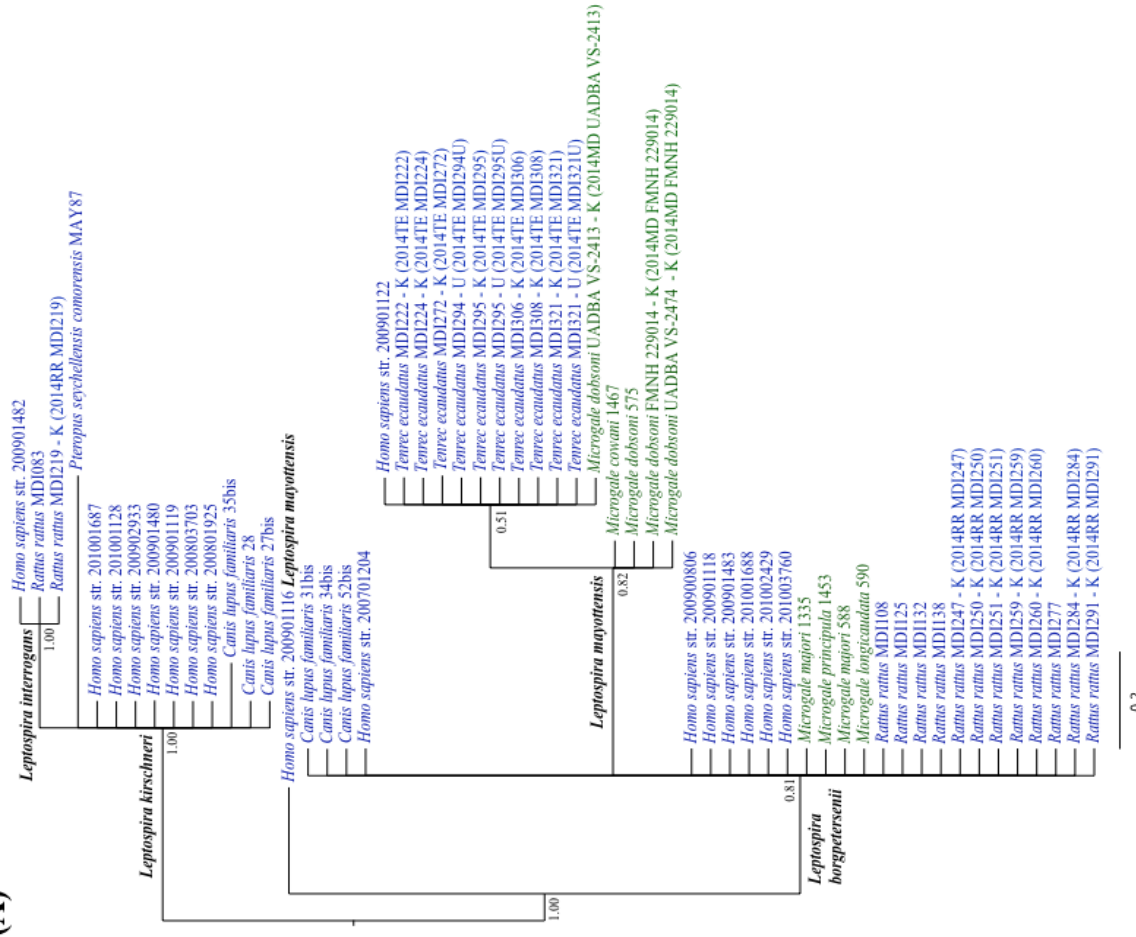 Homo sapiens str. 200901482
Rattus rattus MDI083
Rattus rattus MDI219 - K (2014RR MDI219)
Leptospira interrogans
1.00
Pteropus seychellensis comorensis MAY87
Homo sapiens str. 201001687
Homo sapiens str. 201001128
Homo sapiens str. 200902933
Homo sapiens str. 200901480
Homo sapiens str. 200901119
Homo sapiens str. 200803703
Homo sapiens str. 200801925
Canis lupus familiaris 35bis
Canis lupus familiaris 28
Canis lupus familiaris 27bis
Leptospira kirschneri
1.00
Homo sapiens str. 200901116 Leptospira mayottensis
Canis lupus familiaris 31bis
Canis lupus familiaris 34bis
Canis lupus familiaris 52bis
Homo sapiens str. 200701204
Homo sapiens str. 200901122
Tenrec ecaudatus MDI222 - K (2014TE MDI222)
Tenrec ecaudatus MDI224 - K (2014TE MDI224)
Tenrec ecaudatus MDI272 - K (2014TE MDI272)
Tenrec ecaudatus MDI294 - U (2014TE MDI294U)
Tenrec ecaudatus MDI295 - K (2014TE MDI295)
Tenrec ecaudatus MDI295 - U (2014TE MDI295U)
Tenrec ecaudatus MDI306 - K (2014TE MDI306)
Tenrec ecaudatus MDI308 - K (2014TE MDI308)
Tenrec ecaudatus MDI321 - K (2014TE MDI321)
Tenrec ecaudatus MDI321 - U (2014TE MDI321U)
Microgale dobsoni UADBA VS-2413 - K (2014MD UADBA VS-2413)
0.51
Microgale cowani 1467
Microgale dobsoni 575
Microgale dobsoni FMNH 229014 - K (2014MD FMNH 229014)
Microgale dobsoni UADBA VS-2474 - K (2014MD FMNH 229014)
Leptospira mayottensis
0.82
Homo sapiens str. 200900806
Homo sapiens str. 200901118
Homo sapiens str. 200901483
Homo sapiens str. 201001688
Homo sapiens str. 201002429
Homo sapiens str. 201003760
Microgale majori 1335
Microgale principula 1453
Microgale majori 588
Microgale longicaudata 590
Rattus rattus MDI108
Rattus rattus MDI125
Rattus rattus MDI132
Rattus rattus MDI138
Rattus rattus MDI247 - K (2014RR MDI247)
Rattus rattus MDI250 - K (2014RR MDI250)
Rattus rattus MDI251 - K (2014RR MDI251)
Rattus rattus MDI259 - K (2014RR MDI259)
Rattus rattus MDI260 - K (2014RR MDI260)
Rattus rattus MDI277
Rattus rattus MDI284 - K (2014RR MDI284)
Rattus rattus MDI291 - K (2014RR MDI291)
0.81
Leptospira
borgpetersenii
1.00